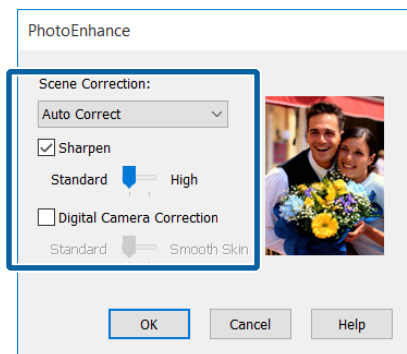 PhotoEnhance
Scene Correction:
Auto Correct
Sharpen
Standard High
Digital Camera Correction
Standard Smooth Skin
OK Cancel Help